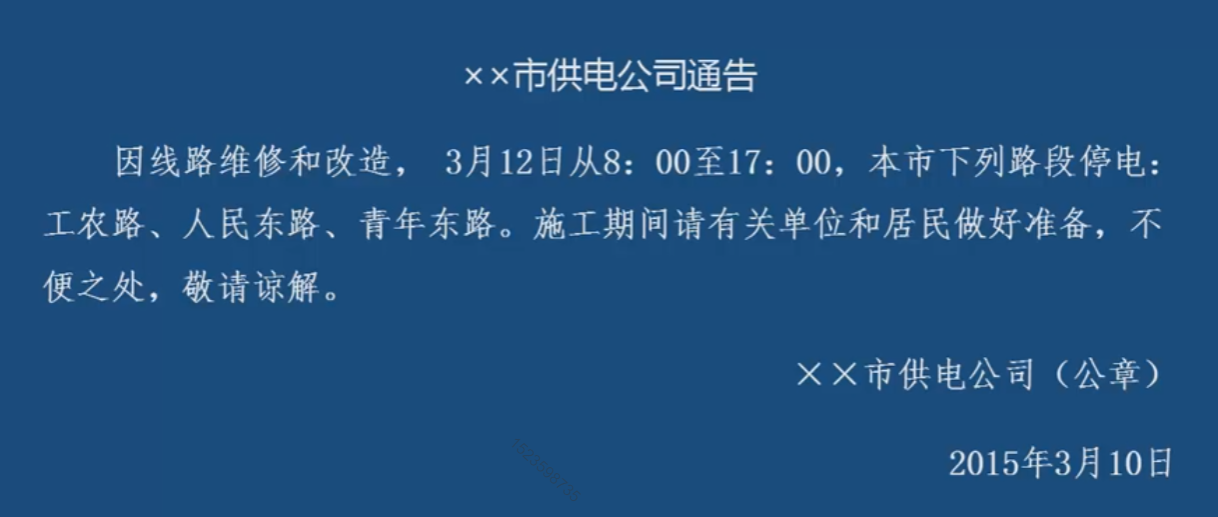 ××市供电公司通告
因线路维修和改造， 3月12日从8：00至17：00，本市下列路段停电：
工农路、人民东路、青年东路。施工期间请有关单位和居民做好准备，不
便之处，敬请谅解。
××市供电公司（公章）
2015年3月10日